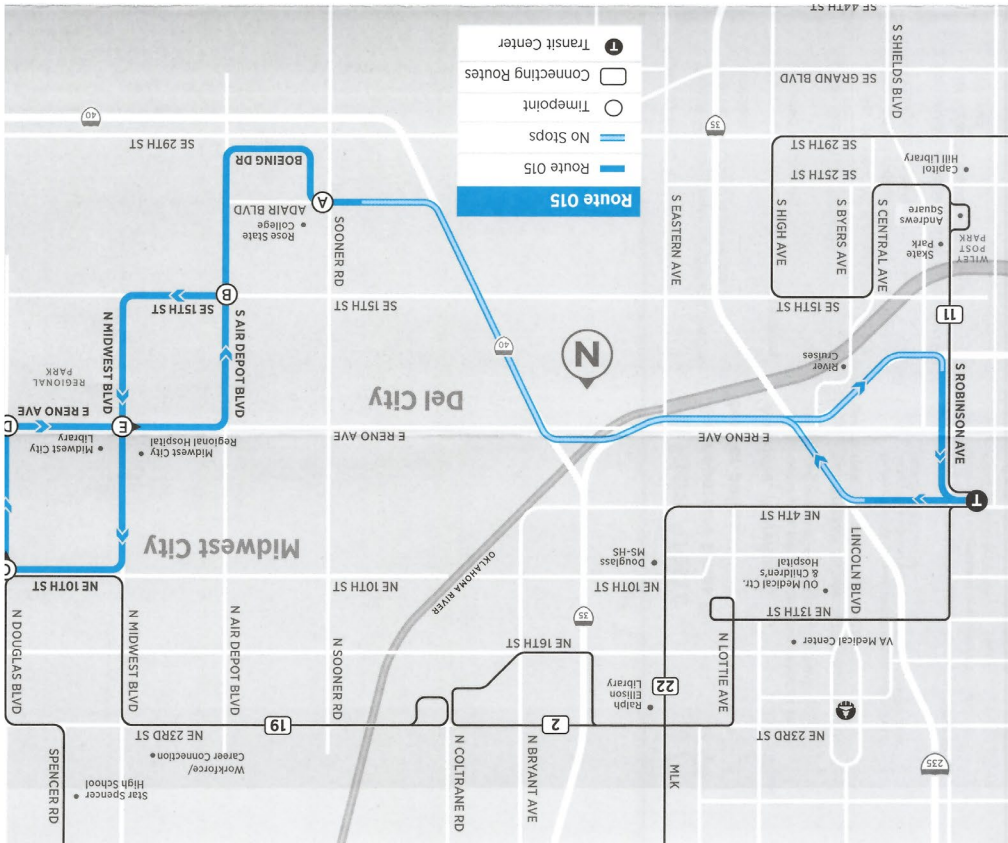 235
MLK
N BRYANT AVE
N COLTRANE RD
SPENCER RD
Star Spencer
High School
Workforce/
Career Connection
NE 23RD ST
NE 23RD ST
2
19
22
Ralph
Ellison
Library
VA Medical Center
N LOTTIE AVE
NE 16TH ST
N SOONER RD
N AIR DEPOT BLVD
N MIDWEST BLVD
N DOUGLAS BLVD
NE 13TH ST
35
LINCOLN BLVD
OU Medical Ctr.
& Children's
Hospital
NE 10TH ST
NE 10TH ST
NE 10TH ST
OKLAHOMA RIVER
Douglass
MS-HS
Midwest City
C
NE 4TH ST
T
S ROBINSON AVE
E RENO AVE
E RENO AVE
Midwest City
Regional Hospital
Midwest City
Library
E
D
E RENO AVE
Del City
REGIONAL
PARK
N MIDWEST BLVD
S AIR DEPOT BLVD
River
Cruises
N
40
11
SE 15TH ST
SE 15TH ST
SE 15TH ST
B
WILEY
POST
PARK
Skate
Park
Andrews
Square
S CENTRAL AVE
S BYERS AVE
S HIGH AVE
S EASTERN AVE
SOONER RD
Rose State
College
ADAIR BLVD
A
Capitol
Hill Library
SE 25TH ST
SE 29TH ST
BOEING DR
SE 29TH ST
35
40
SE GRAND BLVD
S SHIELDS BLVD
SE 44TH ST
Route 015
Route 015
No Stops
Timepoint
Connecting Routes
T
Transit Center